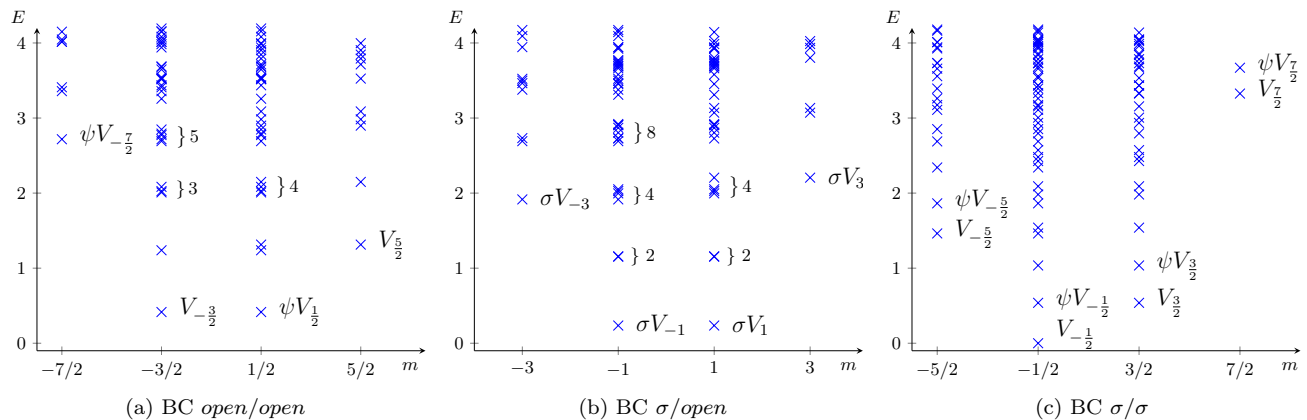 E
4
3
2
1
0
ψV_{-7/2}
} 5
} 3
} 4
V_{5/2}
V_{-3/2}
ψV_{1/2}
−7/2 −3/2 1/2 5/2 m
(a) BC open/open
E
4
3
2
1
0
} 8
} 4
} 4
σV_{-3}
σV_3
} 2
} 2
σV_{-1}
σV_1
−3 −1 1 3 m
(b) BC σ/open
E
4
3
2
1
0
ψV_{7/2}
V_{7/2}
ψV_{-5/2}
V_{-5/2}
ψV_{3/2}
ψV_{-1/2}
V_{3/2}
V_{-1/2}
−5/2 −1/2 3/2 7/2 m
(c) BC σ/σ